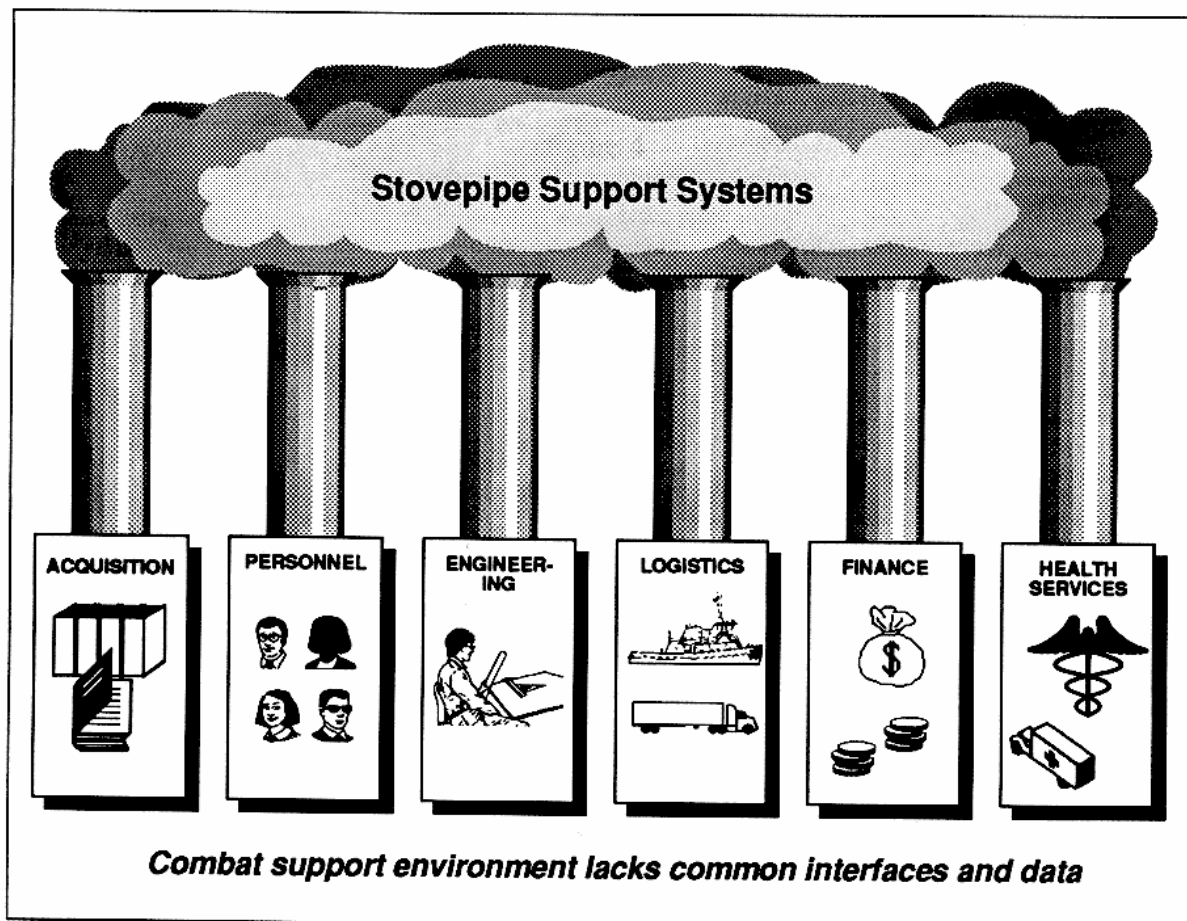 Stovepipe Support Systems
ACQUISITION
PERSONNEL
ENGINEER-
ING
LOGISTICS
FINANCE
HEALTH
SERVICES
$
Combat support environment lacks common interfaces and data